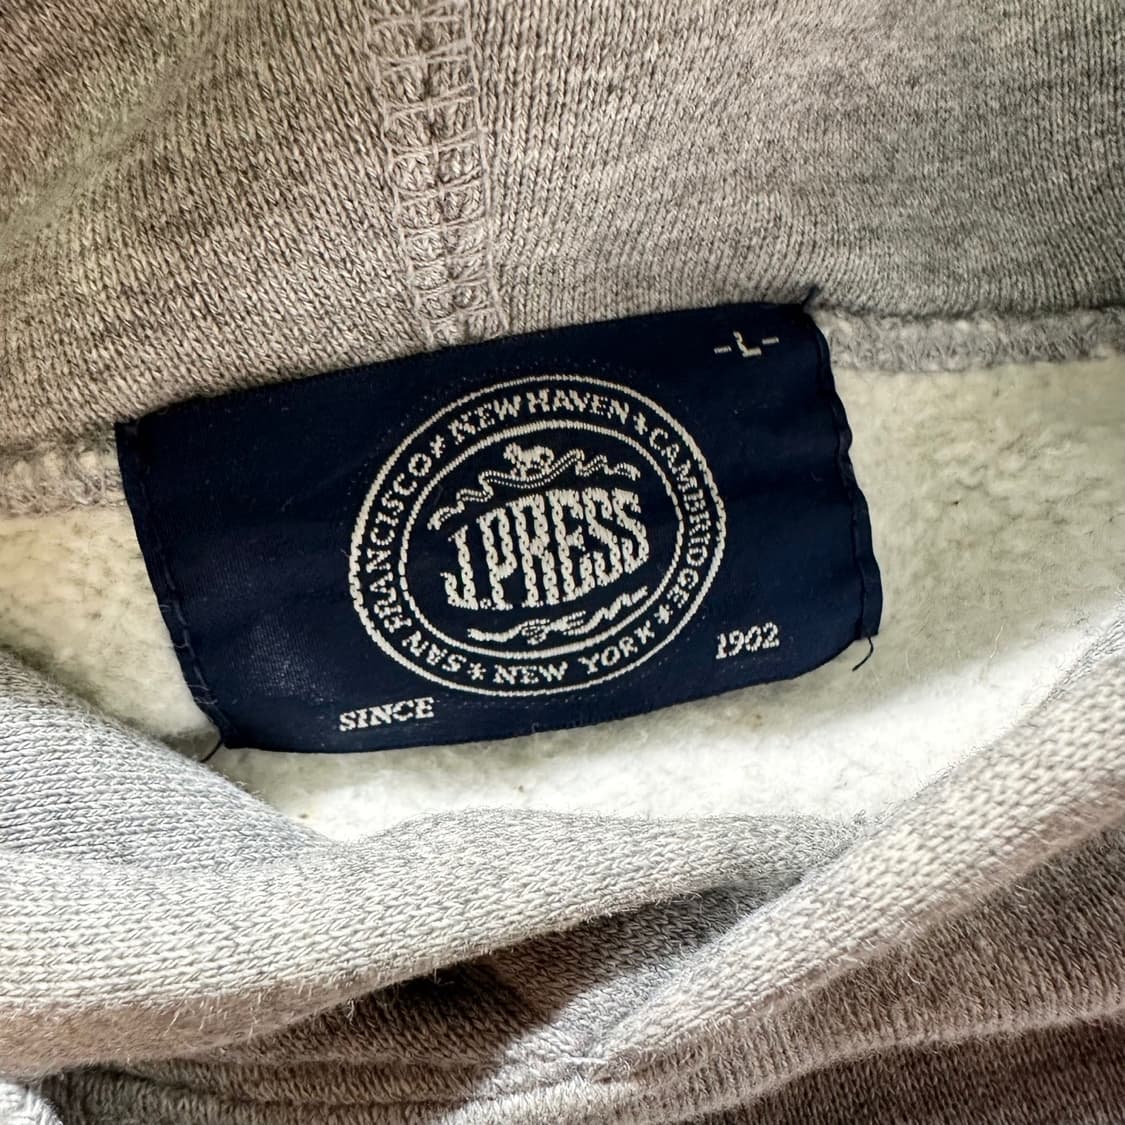 -L-
SAN FRANCISCO * NEW HAVEN * CAMBRIDGE * NEW YORK *
J.PRESS
SINCE 1902